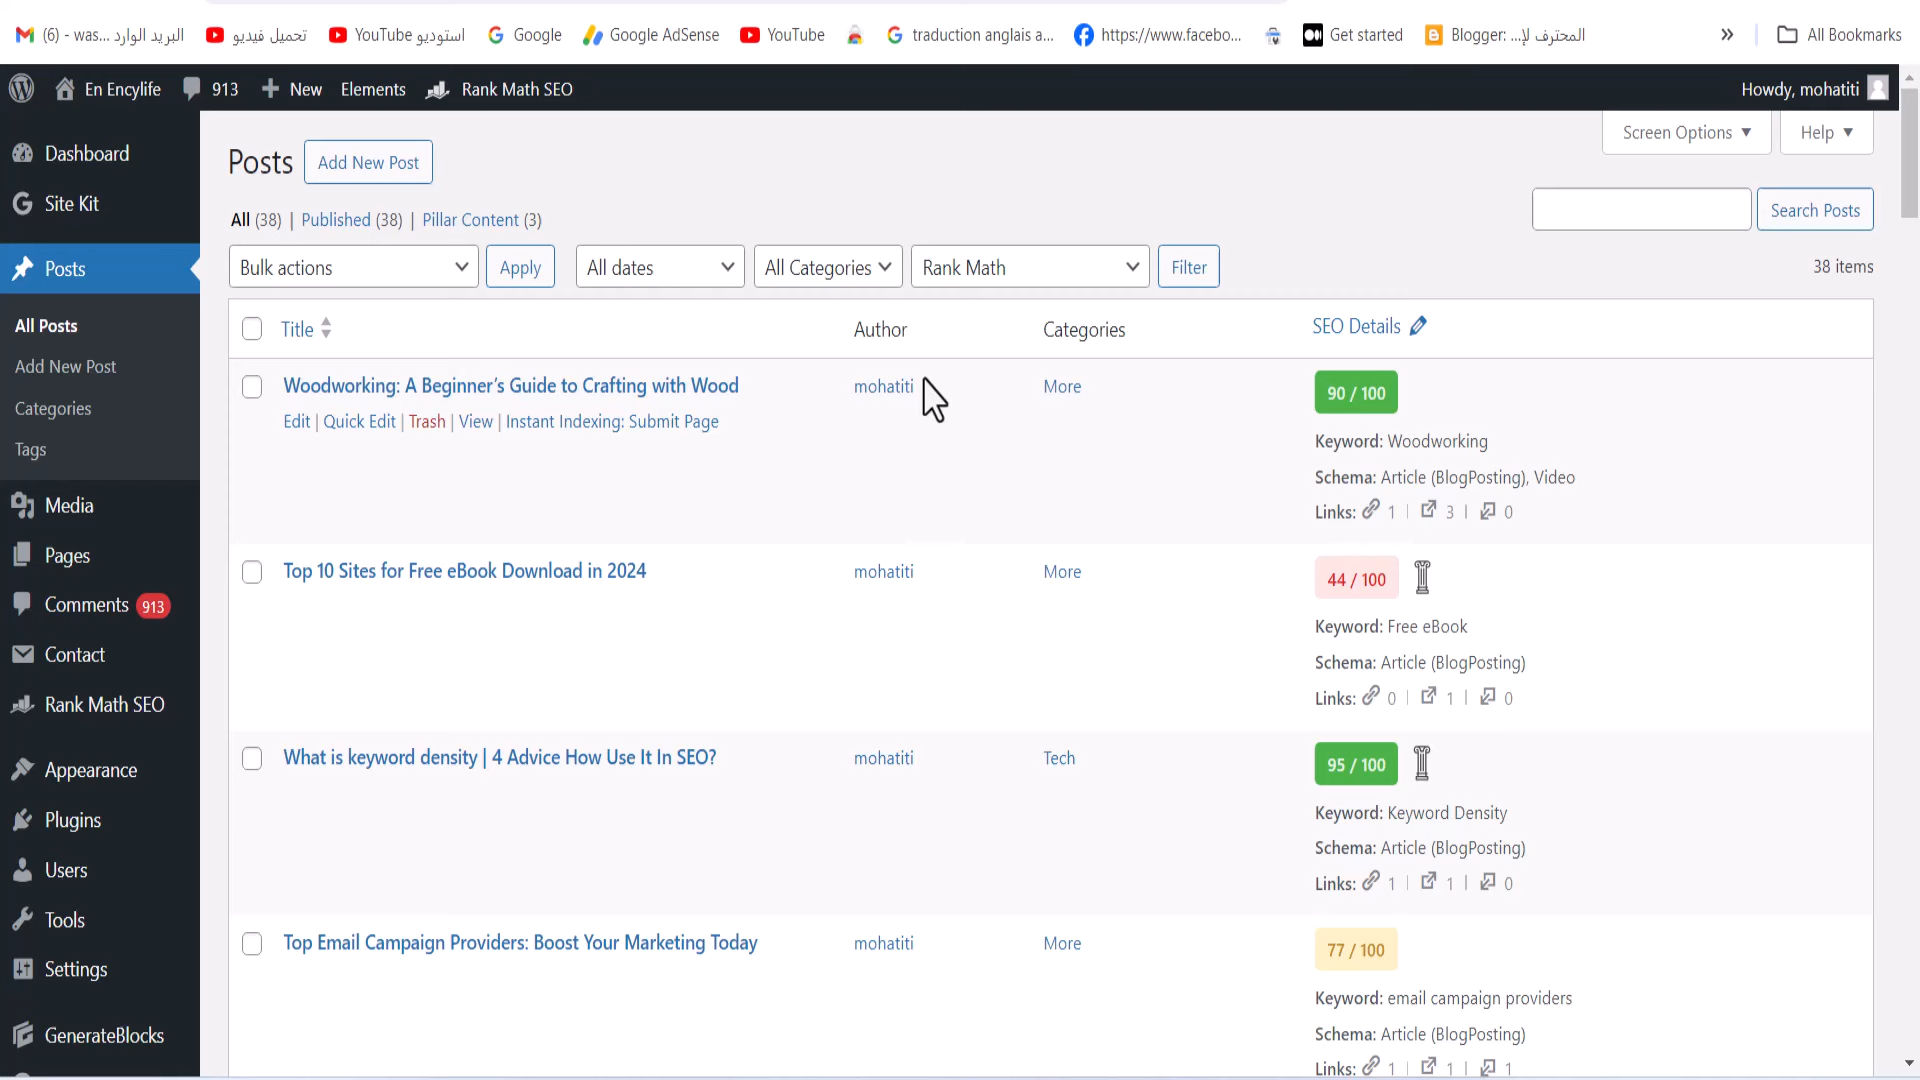 (6) - was... البريد الوارد
تحميل فيديو
YouTube استوديو
Google
Google AdSense
YouTube
traduction anglais a...
https://www.facebo...
Get started
Blogger: ...المحترف لإ
All Bookmarks
En Encylife
913
New
Elements
Rank Math SEO
Howdy, mohatiti
Dashboard
Site Kit
Posts
All Posts
Add New Post
Categories
Tags
Media
Pages
Comments 913
Contact
Rank Math SEO
Appearance
Plugins
Users
Tools
Settings
GenerateBlocks
Screen Options
Help
Posts
Add New Post
All (38) | Published (38) | Pillar Content (3)
Search Posts
Bulk actions
Apply
All dates
All Categories
Rank Math
Filter
38 items
Title
Author
Categories
SEO Details
Woodworking: A Beginner's Guide to Crafting with Wood
mohatiti
More
90 / 100
Edit | Quick Edit | Trash | View | Instant Indexing: Submit Page
Keyword: Woodworking
Schema: Article (BlogPosting), Video
Links: 1 | 3 | 0
Top 10 Sites for Free eBook Download in 2024
mohatiti
More
44 / 100
Keyword: Free eBook
Schema: Article (BlogPosting)
Links: 0 | 1 | 0
What is keyword density | 4 Advice How Use It In SEO?
mohatiti
Tech
95 / 100
Keyword: Keyword Density
Schema: Article (BlogPosting)
Links: 1 | 1 | 0
Top Email Campaign Providers: Boost Your Marketing Today
mohatiti
More
77 / 100
Keyword: email campaign providers
Schema: Article (BlogPosting)
Links: 1 | 1 | 1